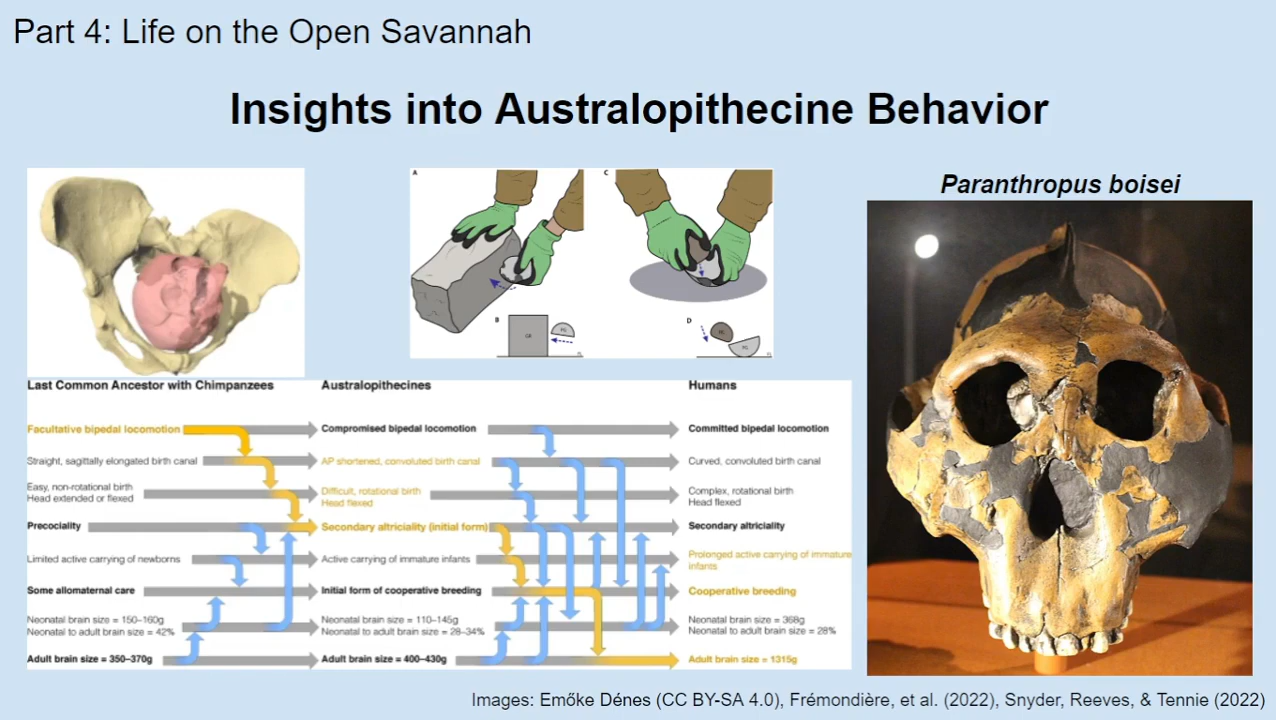 Part 4: Life on the Open Savannah
Insights into Australopithecine Behavior
Paranthropus boisei
A
C
B
D
Last Common Ancestor with Chimpanzees
Australopithecines
Humans
Facultative bipedal locomotion
Compromised bipedal locomotion
Committed bipedal locomotion
Straight, sagittally elongated birth canal
AP shortened, convoluted birth canal
Curved, convoluted birth canal
Easy, non-rotational birth
Head extended or flexed
Difficult, rotational birth
Head flexed
Complex, rotational birth
Head flexed
Precociality
Secondary altriciality (initial form)
Secondary altriciality
Limited active carrying of newborns
Active carrying of immature infants
Prolonged active carrying of immature
infants
Some allomaternal care
Initial form of cooperative breeding
Cooperative breeding
Neonatal brain size = 150–160g
Neonatal to adult brain size = 42%
Neonatal brain size = 110–145g
Neonatal to adult brain size = 28–34%
Neonatal brain size = 368g
Neonatal to adult brain size = 28%
Adult brain size = 350–370g
Adult brain size = 400–430g
Adult brain size = 1315g
Images: Emőke Dénes (CC BY-SA 4.0), Frémondière, et al. (2022), Snyder, Reeves, & Tennie (2022)